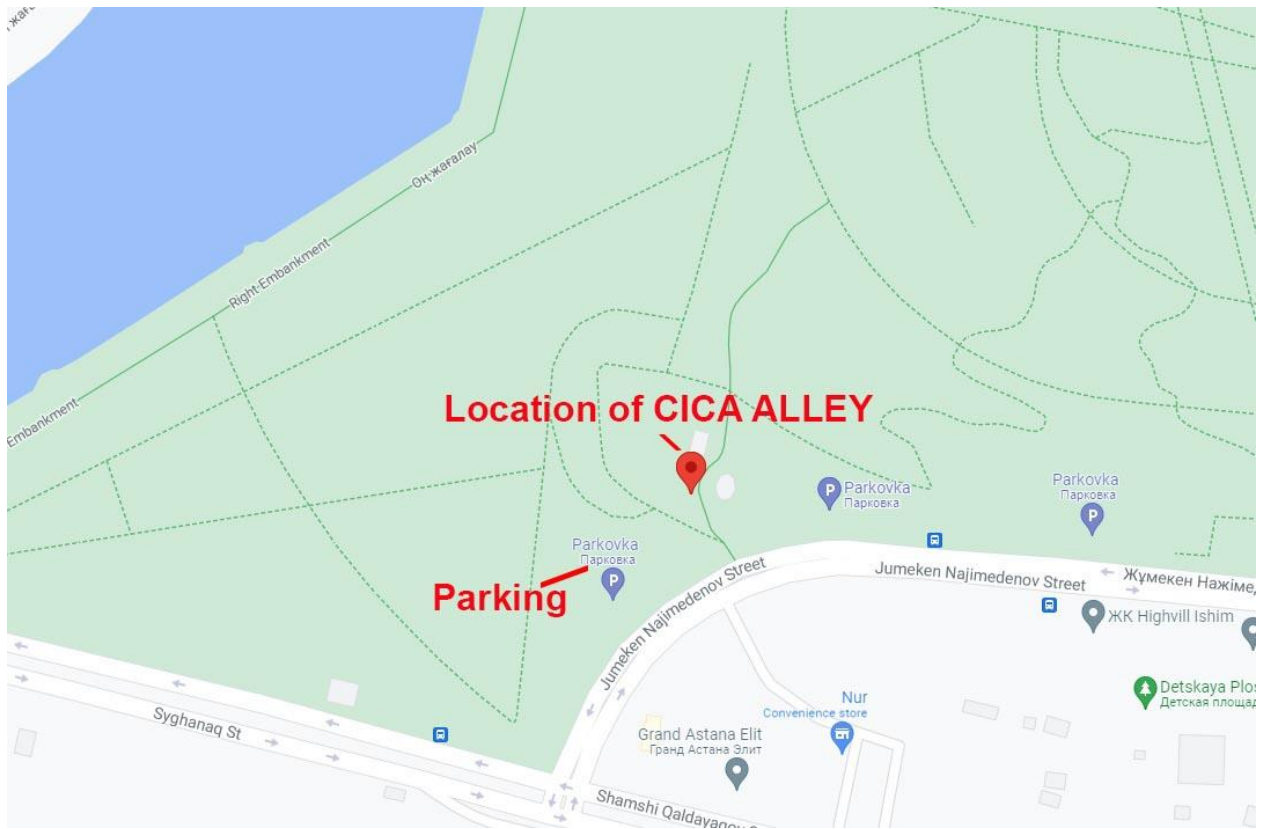 Оң жағалау
Right Embankment
Embankment
Location of CICA ALLEY
Parkovka
Парковка
Parkovka
Парковка
Parkovka
Парковка
Parking
Jumeken Najimedenov Street
Jumeken Najimedenov Street
Жұмекен Нажімед
ЖК Highvill Ishim
Detskaya Plos
Детская площад
Syghanaq St
Nur
Convenience store
Grand Astana Elit
Гранд Астана Элит
Shamshi Qaldayaqov